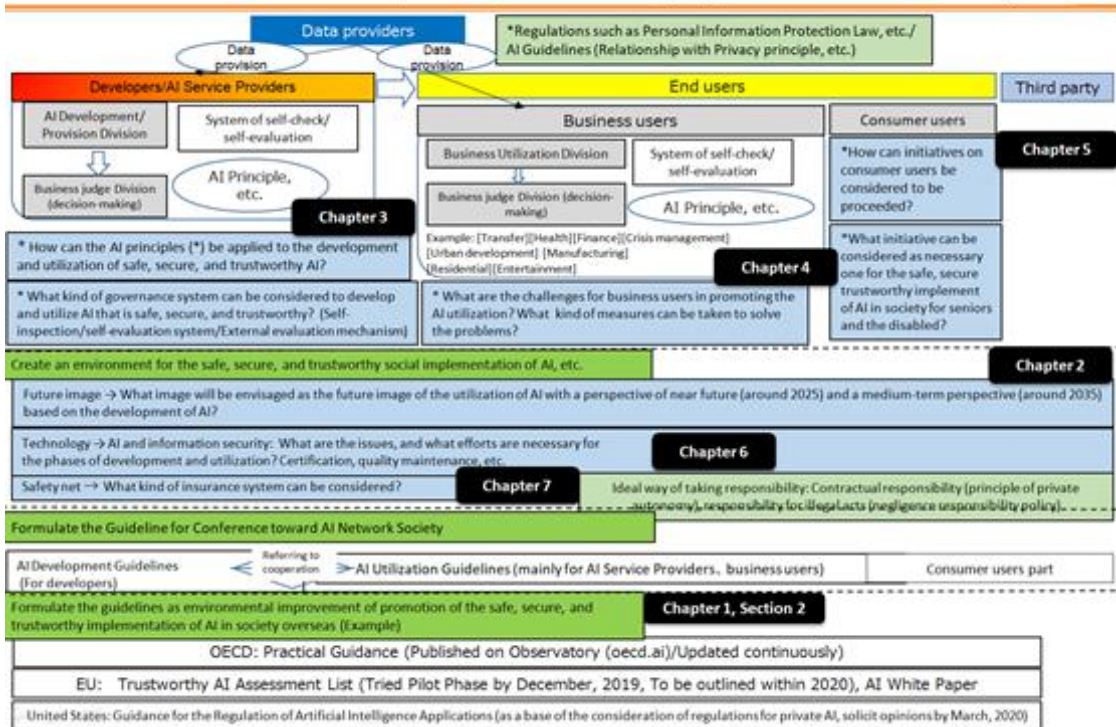 Data providers
*Regulations such as Personal Information Protection Law, etc./
AI Guidelines (Relationship with Privacy principle, etc.)
Data
provision
Data
provision
Developers/AI Service Providers
End users
Third party
AI Development/
Provision Division
System of self-check/
self-evaluation
Business judge Division
(decision-making)
AI Principle,
etc.
Chapter 3
Business users
Business Utilization Division
System of self-check/
self-evaluation
Business judge Division (decision-
making)
AI Principle, etc.
Example: [Transfer][Health][Finance][Crisis management]
[Urban development] [Manufacturing]
[Residential][Entertainment]
Chapter 4
Consumer users
Chapter 5
*How can initiatives on
consumer users be
considered to be
proceeded?
*What initiative can be
considered as necessary
one for the safe, secure
trustworthy implement
of AI in society for seniors
and the disabled?
* How can the AI principles (*) be applied to the development
and utilization of safe, secure, and trustworthy AI?
* What kind of governance system can be considered to develop
and utilize AI that is safe, secure, and trustworthy? (Self-
inspection/self-evaluation system/External evaluation mechanism)
* What are the challenges for business users in promoting the
AI utilization? What kind of measures can be taken to solve
the problems?
Create an environment for the safe, secure, and trustworthy social implementation of AI, etc.
Chapter 2
Future image → What image will be envisaged as the future image of the utilization of AI with a perspective of near future (around 2025) and a medium-term perspective (around 2035)
based on the development of AI?
Technology → AI and information security: What are the issues, and what efforts are necessary for
the phases of development and utilization? Certification, quality maintenance, etc.
Chapter 6
Safety net → What kind of insurance system can be considered?
Chapter 7
Ideal way of taking responsibility: Contractual responsibility (principle of private
autonomy), responsibility for illegal acts (negligence responsibility policy)
Formulate the Guideline for Conference toward AI Network Society
AI Development Guidelines
(For developers)
Referring to
cooperation
AI Utilization Guidelines (mainly for AI Service Providers、business users)
Consumer users part
Formulate the guidelines as environmental improvement of promotion of the safe, secure, and
trustworthy implementation of AI in society overseas (Example)
Chapter 1, Section 2
OECD: Practical Guidance (Published on Observatory (oecd.ai)/Updated continuously)
EU: Trustworthy AI Assessment List (Tried Pilot Phase by December, 2019, To be outlined within 2020), AI White Paper
United States: Guidance for the Regulation of Artificial Intelligence Applications (as a base of the consideration of regulations for private AI, solicit opinions by March, 2020)